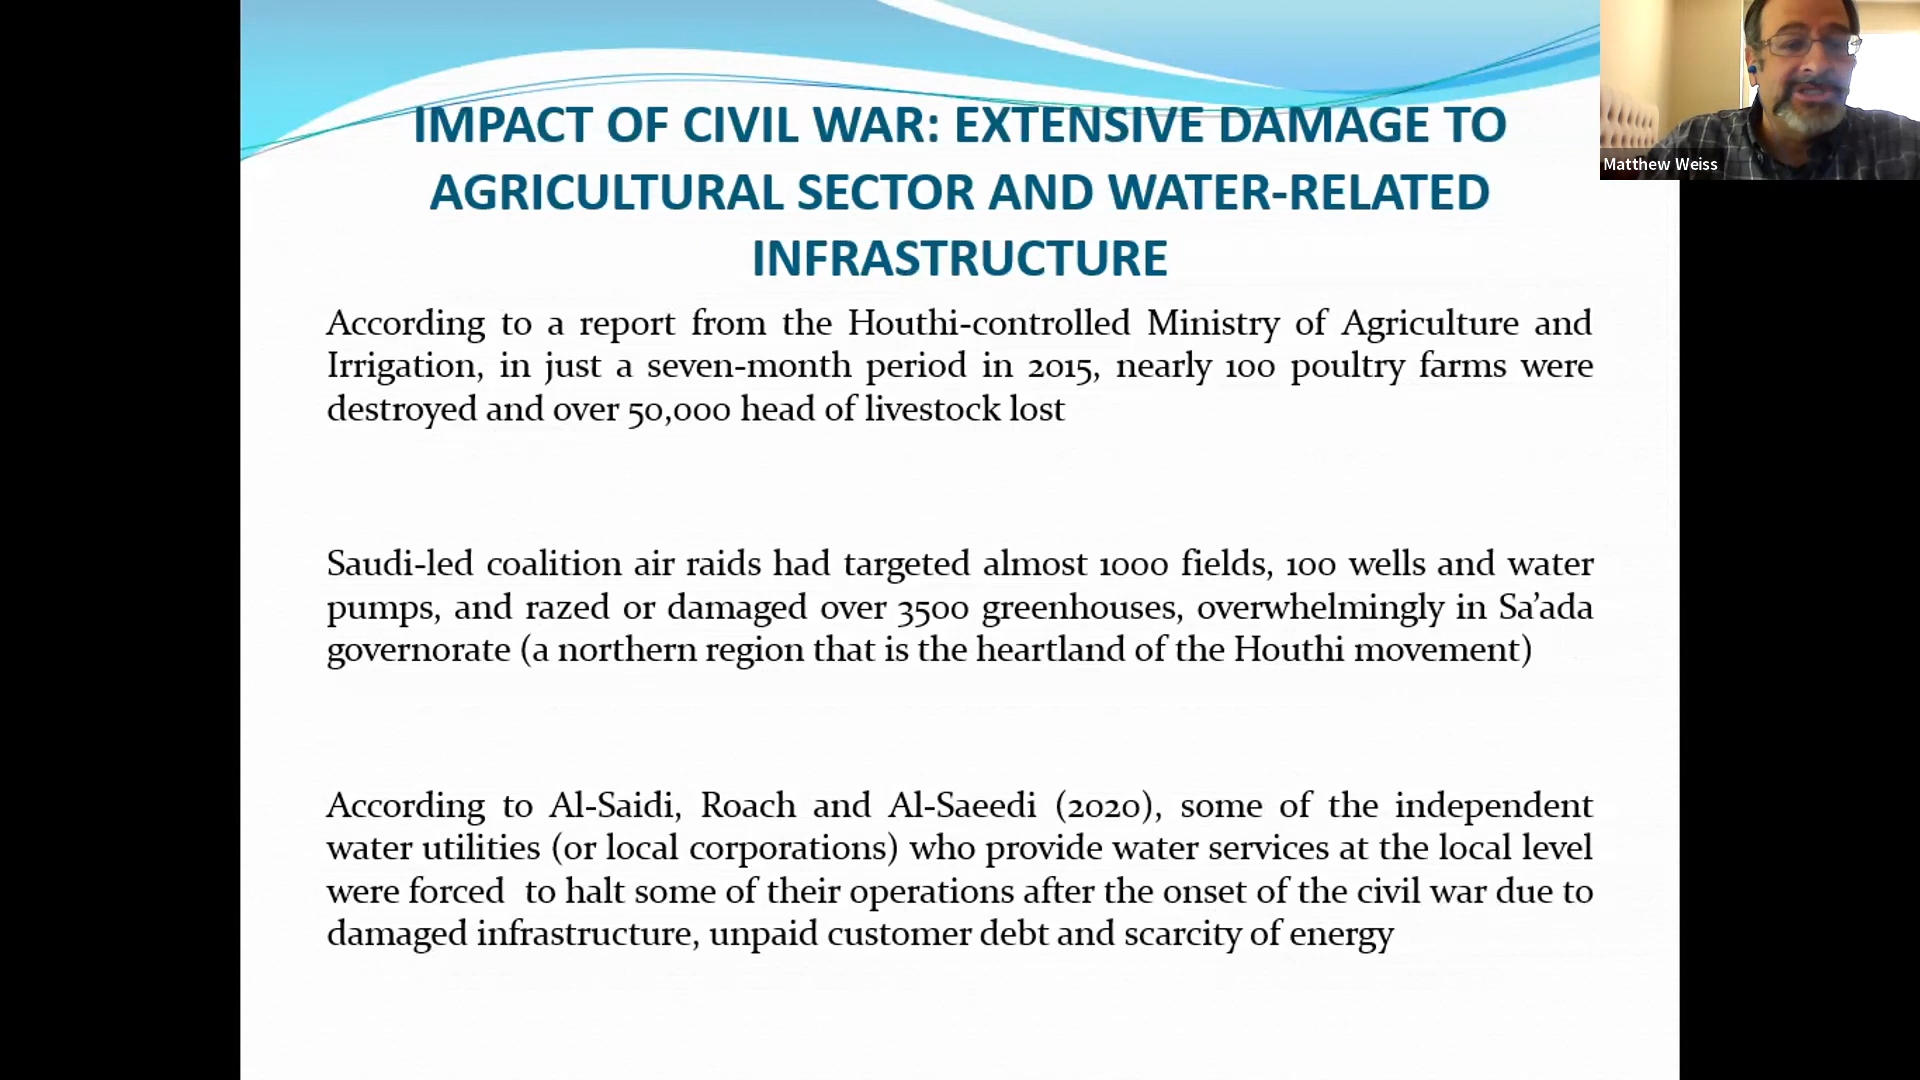 IMPACT OF CIVIL WAR: EXTENSIVE DAMAGE TO
AGRICULTURAL SECTOR AND WATER-RELATED
INFRASTRUCTURE
According to a report from the Houthi-controlled Ministry of Agriculture and
Irrigation, in just a seven-month period in 2015, nearly 100 poultry farms were
destroyed and over 50,000 head of livestock lost
Saudi-led coalition air raids had targeted almost 1000 fields, 100 wells and water
pumps, and razed or damaged over 3500 greenhouses, overwhelmingly in Sa’ada
governorate (a northern region that is the heartland of the Houthi movement)
According to Al-Saidi, Roach and Al-Saeedi (2020), some of the independent
water utilities (or local corporations) who provide water services at the local level
were forced  to halt some of their operations after the onset of the civil war due to
damaged infrastructure, unpaid customer debt and scarcity of energy
Matthew Weiss